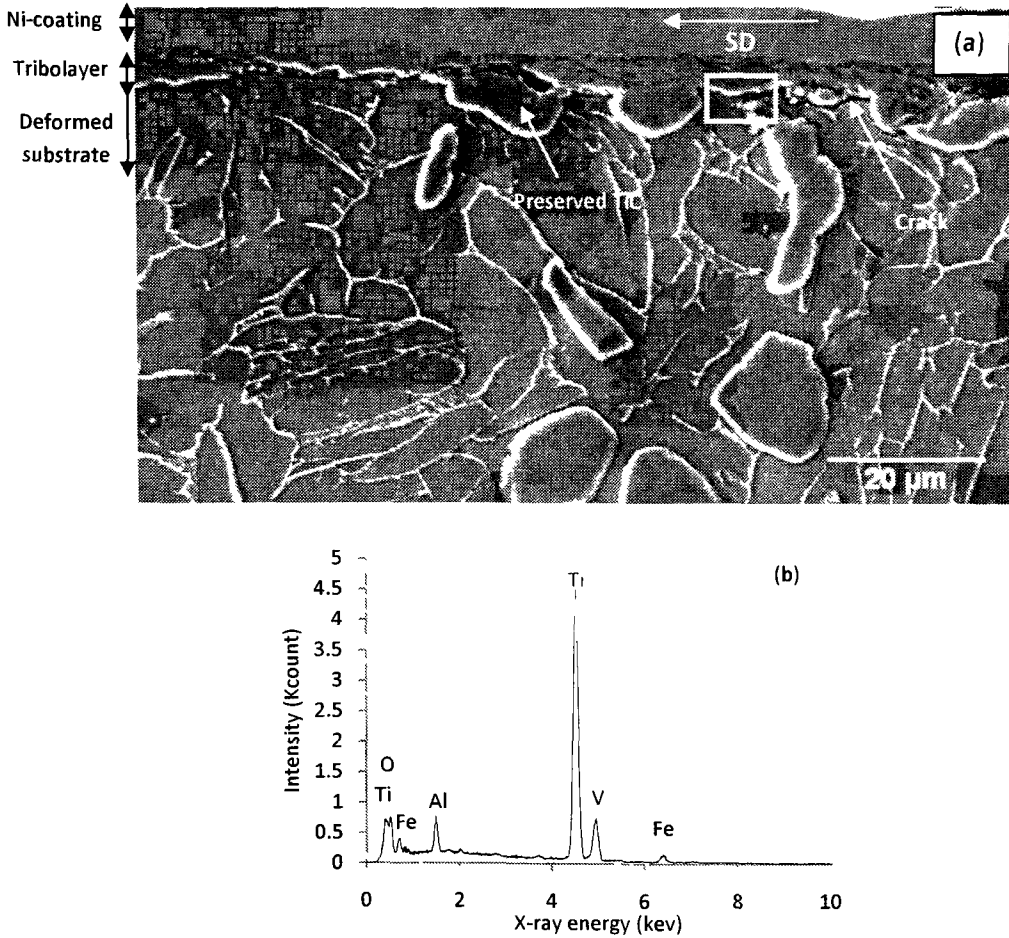 Ni-coating
SD
(a)
Tribolayer
Deformed
substrate
Preserved TiC
Crack
20 µm
(b)
Intensity (Kcount)
5
4.5
4
3.5
3
2.5
2
1.5
1
0.5
0
Ti
O
Ti
Fe
Al
V
Fe
0 2 4 6 8 10
X-ray energy (kev)